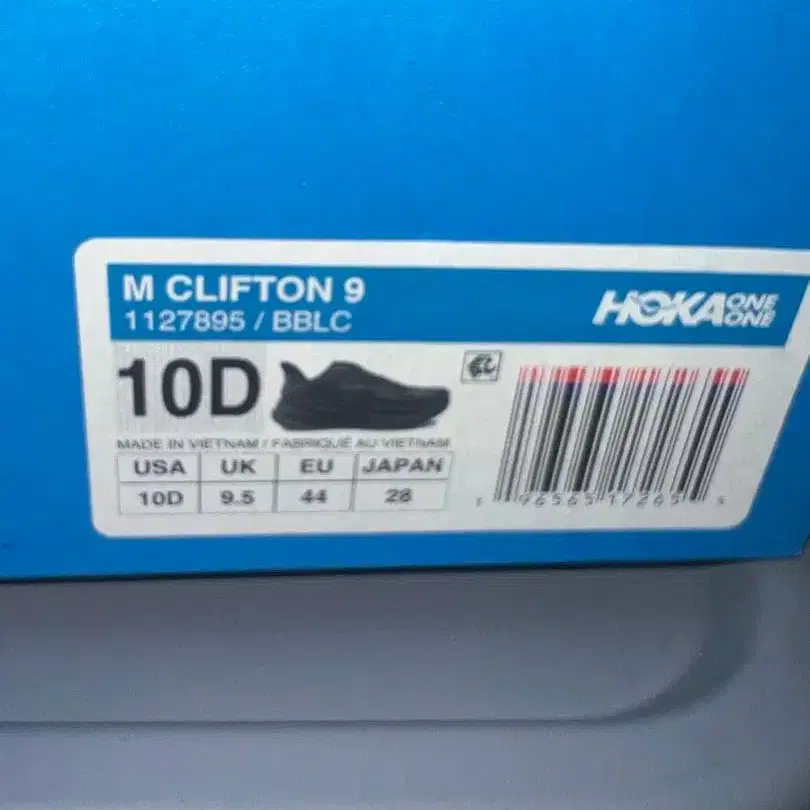 M CLIFTON 9
1127895 / BBLC
HOKA ONE ONE
10D
MADE IN VIETNAM / FABRIQUÉ AU VIETNAM
USA UK EU JAPAN
10D 9.5 44 28